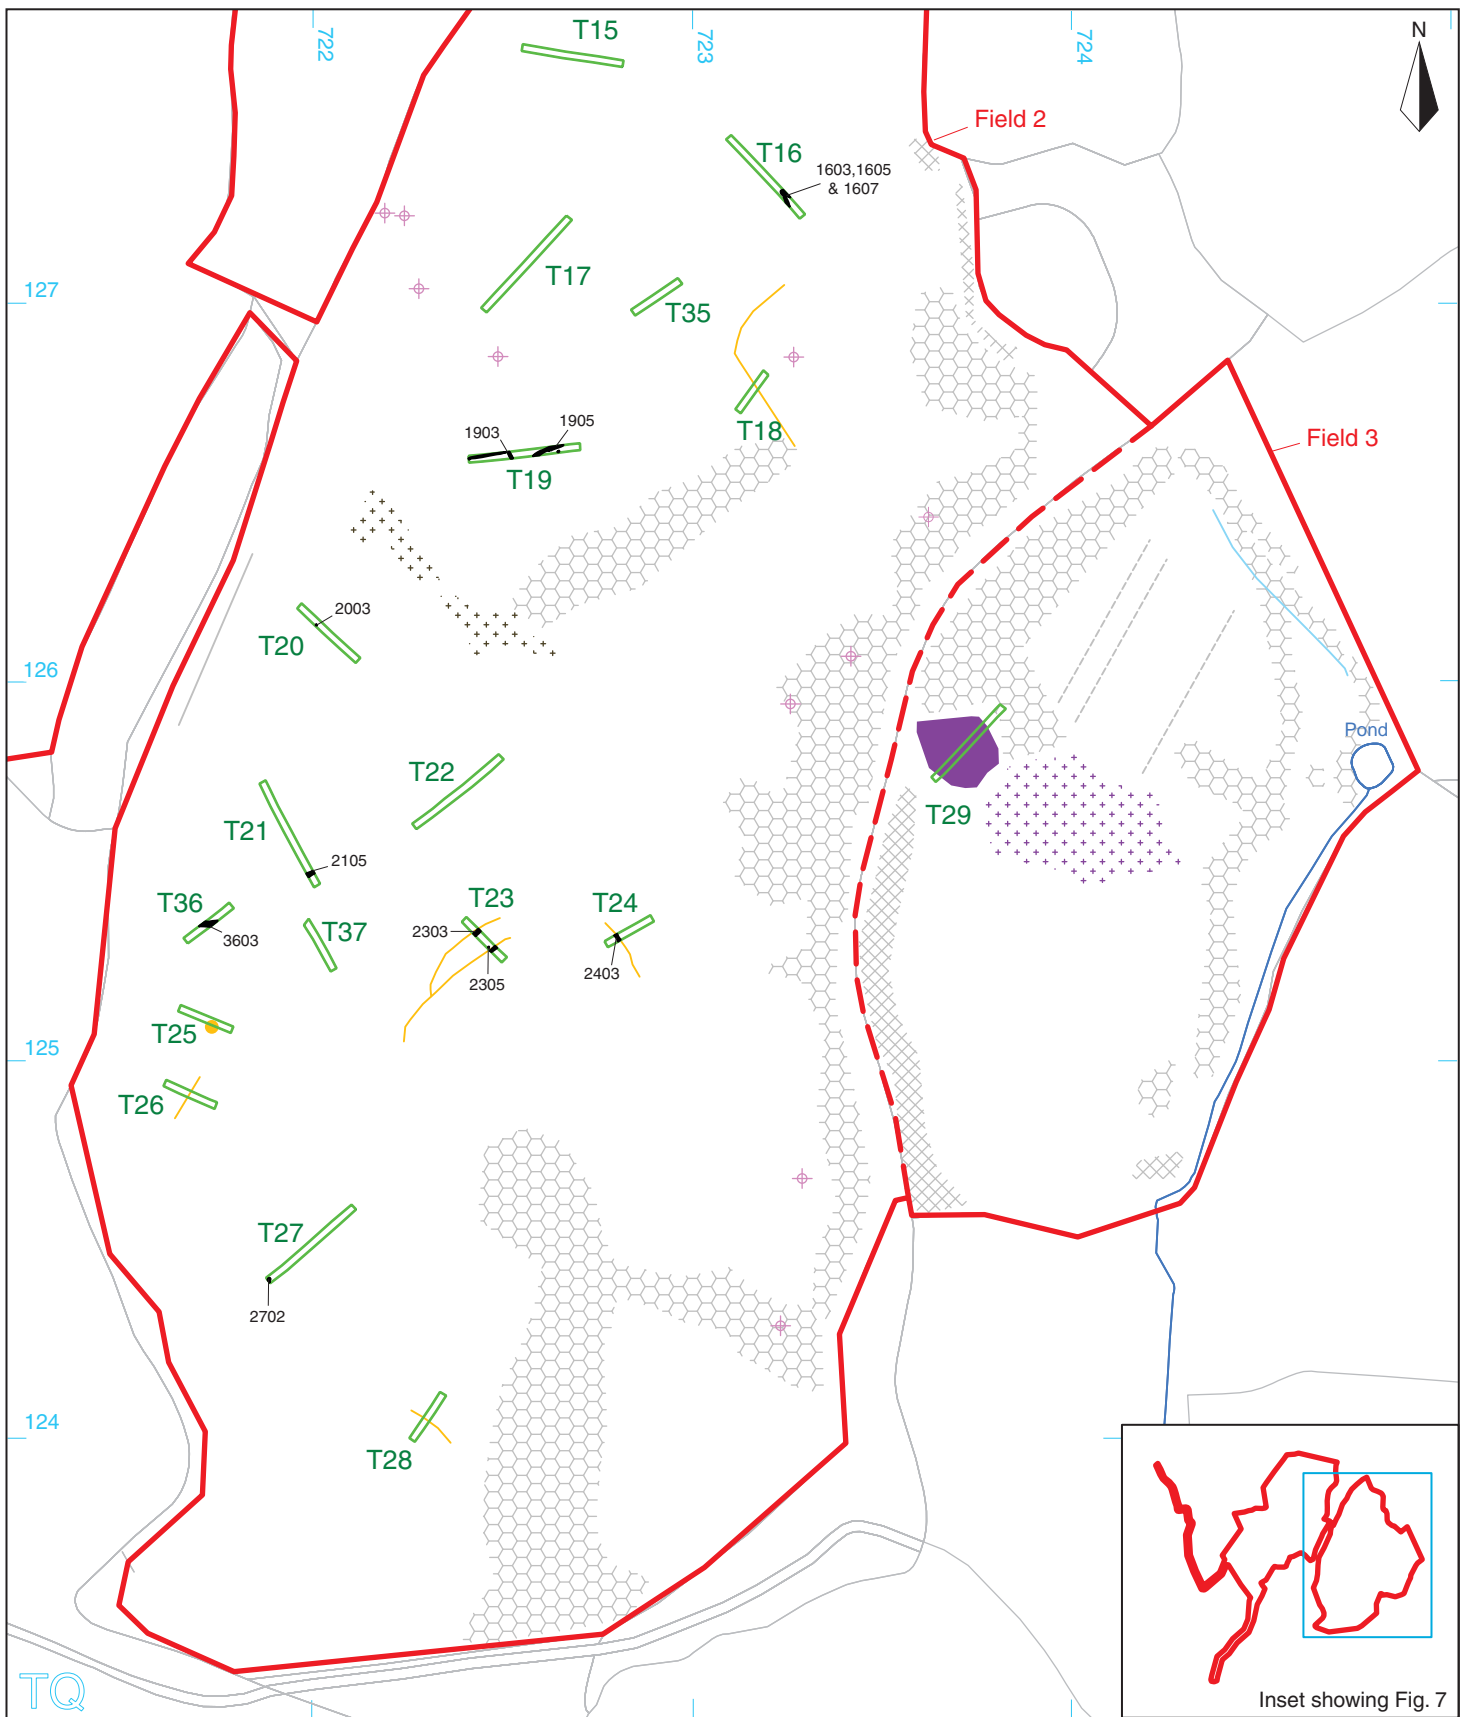 722
723
724
N
T15
Field 2
T16
1603,1605
& 1607
T17
127
T35
T18
1905
1903
T19
Field 3
2003
T20
126
Pond
T22
T29
T21
2105
T36
3603
T37
T23
2303
2305
T24
2403
T25
125
T26
T27
2702
124
T28
TQ
Inset showing Fig. 7